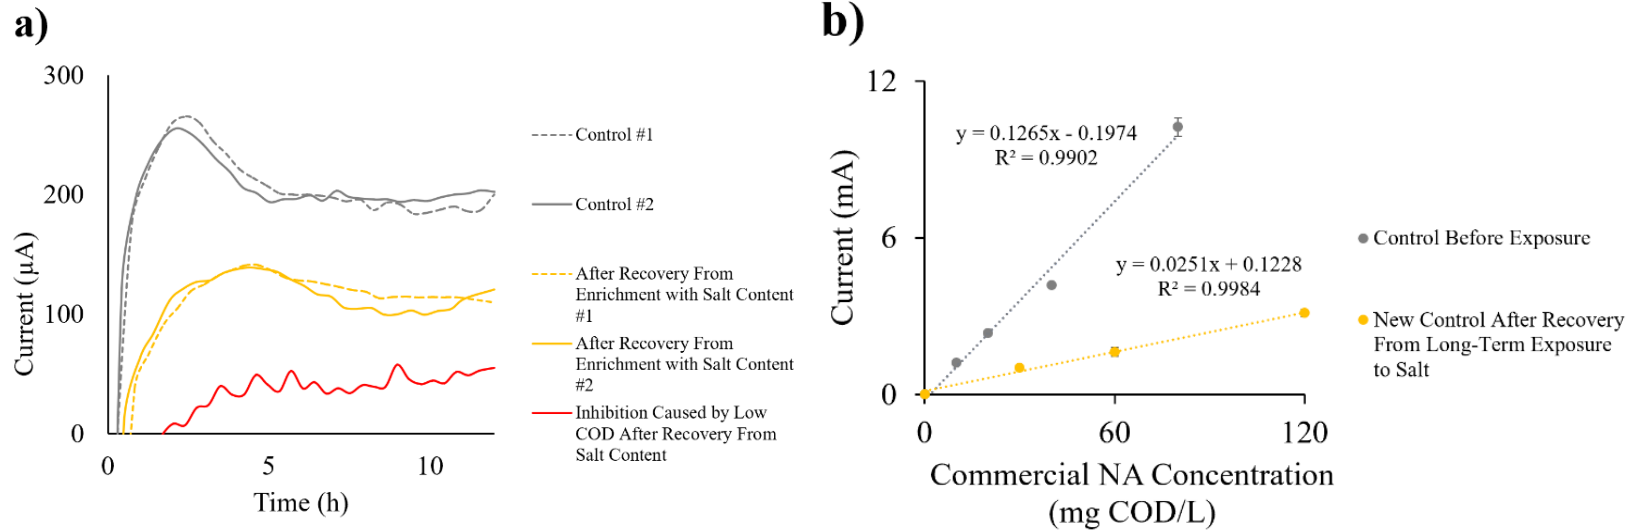 a)
300
200
100
0
0
5
10
Current (µA)
Time (h)
Control #1
Control #2
After Recovery From
Enrichment with Salt Content
#1
After Recovery From
Enrichment with Salt Content
#2
Inhibition Caused by Low
COD After Recovery From
Salt Content
b)
12
6
0
0
60
120
Current (mA)
Commercial NA Concentration
(mg COD/L)
y = 0.1265x - 0.1974
R² = 0.9902
y = 0.0251x + 0.1228
R² = 0.9984
Control Before Exposure
New Control After Recovery
From Long-Term Exposure
to Salt